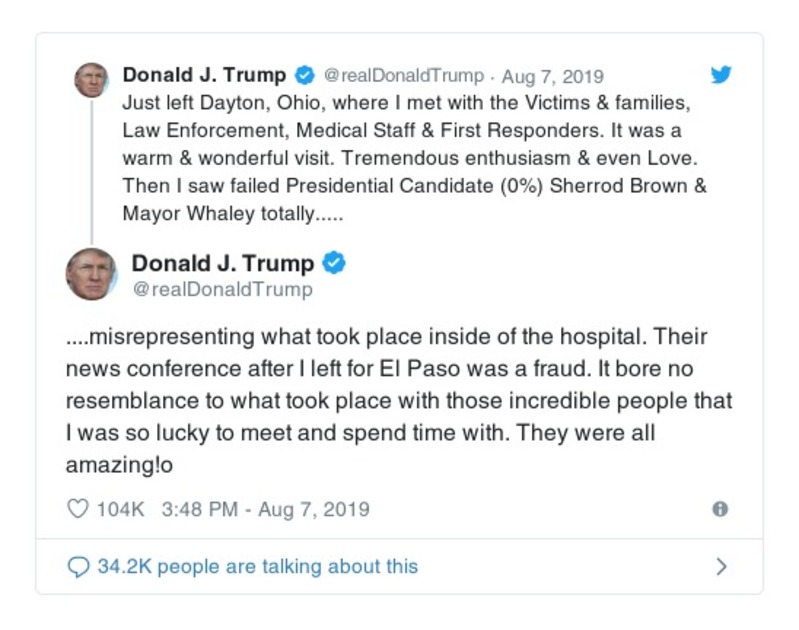 Donald J. Trump @realDonaldTrump · Aug 7, 2019
Just left Dayton, Ohio, where I met with the Victims & families,
Law Enforcement, Medical Staff & First Responders. It was a
warm & wonderful visit. Tremendous enthusiasm & even Love.
Then I saw failed Presidential Candidate (0%) Sherrod Brown &
Mayor Whaley totally.....
Donald J. Trump
@realDonaldTrump
....misrepresenting what took place inside of the hospital. Their
news conference after I left for El Paso was a fraud. It bore no
resemblance to what took place with those incredible people that
I was so lucky to meet and spend time with. They were all
amazing!o
104K 3:48 PM - Aug 7, 2019
34.2K people are talking about this